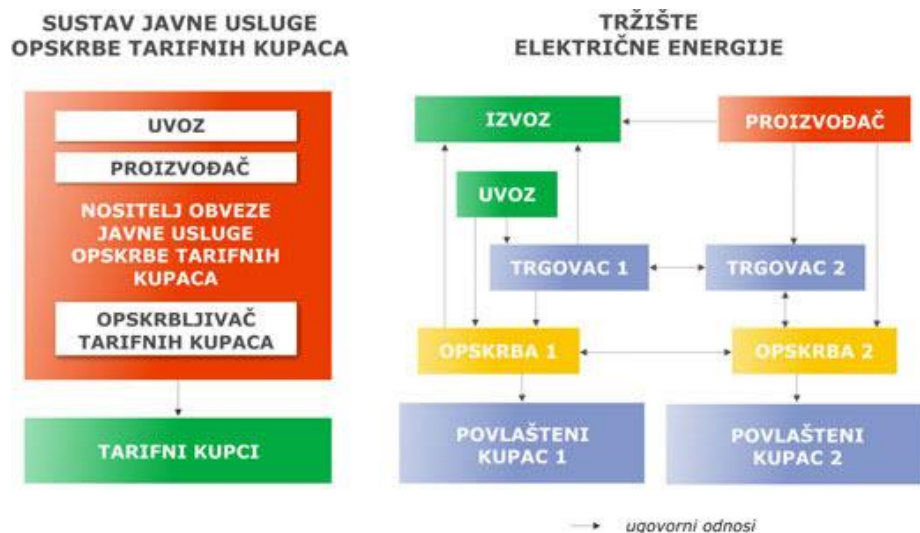 SUSTAV JAVNE USLUGE
OPSKRBE TARIFNIH KUPACA
UVOZ
PROIZVOĐAČ
NOSITELJ OBVEZE
JAVNE USLUGE
OPSKRBE TARIFNIH
KUPACA
OPSKRBLJIVAČ
TARIFNIH KUPACA
TARIFNI KUPCI
TRŽIŠTE
ELEKTRIČNE ENERGIJE
IZVOZ
PROIZVOĐAČ
UVOZ
TRGOVAC 1
TRGOVAC 2
OPSKRBA 1
OPSKRBA 2
POVLAŠTENI
KUPAC 1
POVLAŠTENI
KUPAC 2
ugovorni odnosi